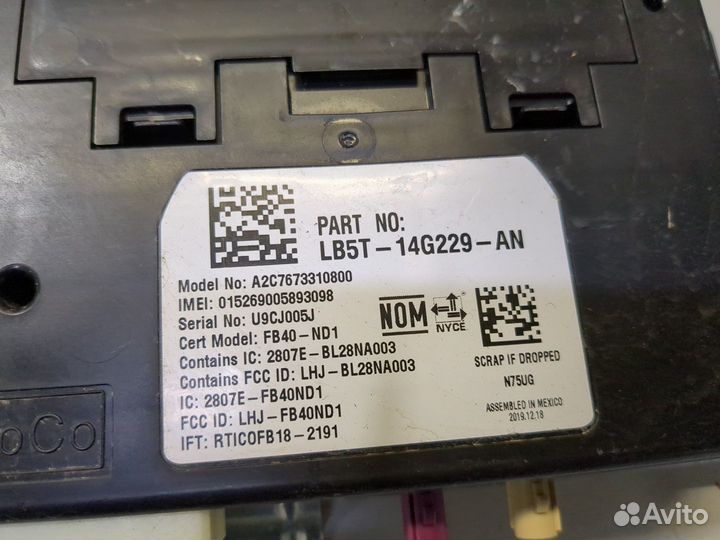 PART NO:
LB5T-14G229-AN
Model No: A2C7673310800
IMEI: 015269005893098
Serial No: U9CJ005J
Cert Model: FB40-ND1
Contains IC: 2807E-BL28NA003
Contains FCC ID: LHJ-BL28NA003
IC: 2807E-FB40ND1
FCC ID: LHJ-FB40ND1
IFT: RTICOFB18-2191
NOM
NYCE
SCRAP IF DROPPED
N75UG
ASSEMBLED IN MEXICO
2019.12.18
oCo
Avito